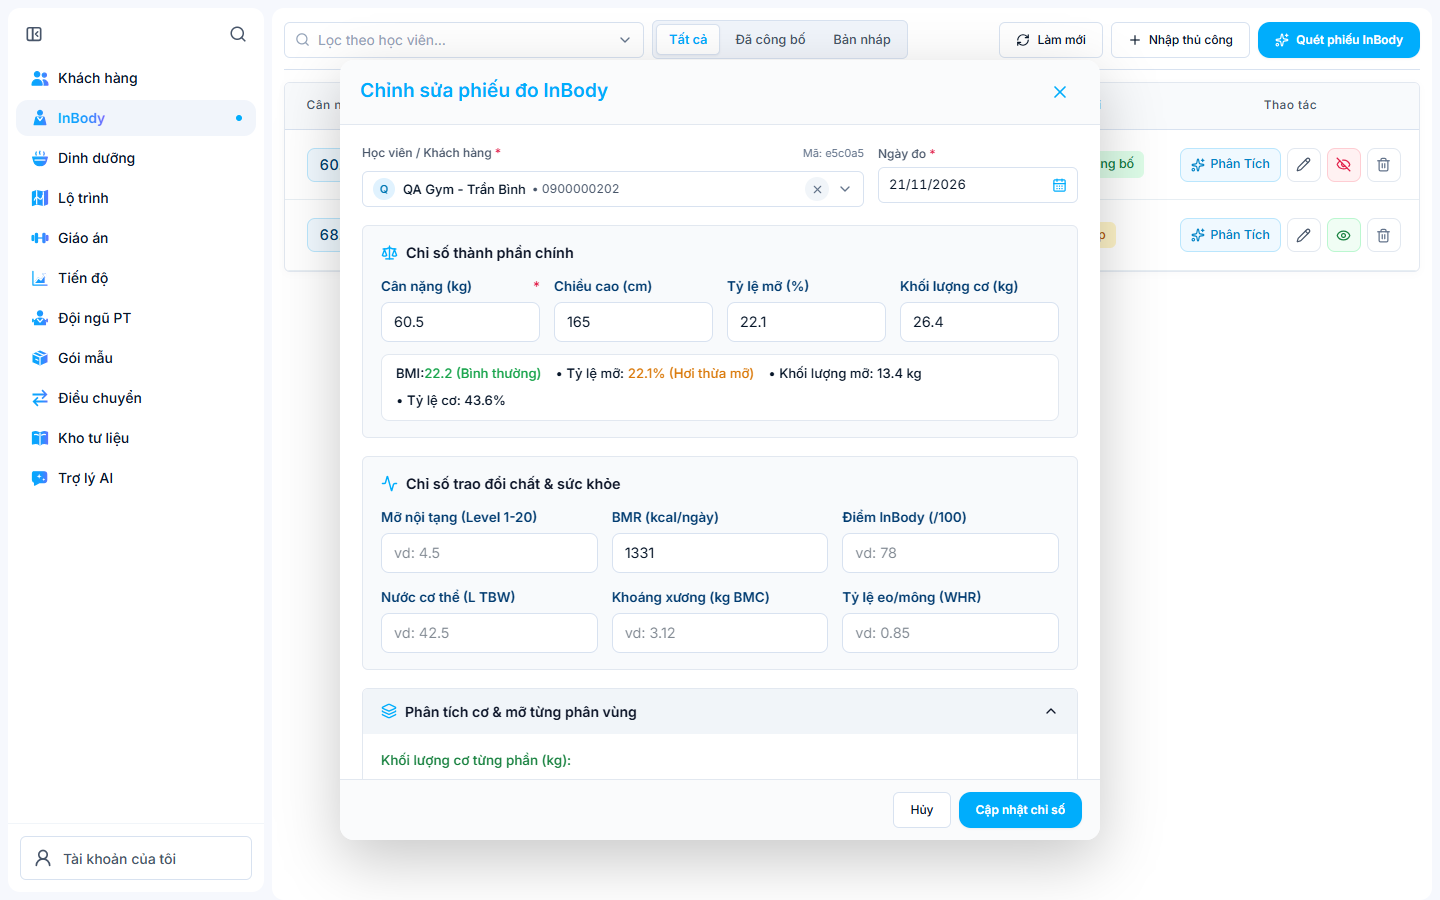 Khách hàng
InBody
Dinh dưỡng
Lộ trình
Giáo án
Tiến độ
Đội ngũ PT
Gói mẫu
Điều chuyển
Kho tư liệu
Trợ lý AI
Tài khoản của tôi
Lọc theo học viên...
Tất cả
Đã công bố
Bản nháp
Làm mới
Nhập thủ công
Quét phiếu InBody
Cân n
Thao tác
60
ng bố
Phân Tích
68
p
Phân Tích
Chỉnh sửa phiếu đo InBody
Học viên / Khách hàng *
Mã: e5c0a5
Ngày đo *
Q QA Gym - Trần Bình • 0900000202
21/11/2026
Chỉ số thành phần chính
Cân nặng (kg) *
Chiều cao (cm)
Tỷ lệ mỡ (%)
Khối lượng cơ (kg)
60.5
165
22.1
26.4
BMI:22.2 (Bình thường) • Tỷ lệ mỡ: 22.1% (Hơi thừa mỡ) • Khối lượng mỡ: 13.4 kg
• Tỷ lệ cơ: 43.6%
Chỉ số trao đổi chất & sức khỏe
Mỡ nội tạng (Level 1-20)
BMR (kcal/ngày)
Điểm InBody (/100)
vd: 4.5
1331
vd: 78
Nước cơ thể (L TBW)
Khoáng xương (kg BMC)
Tỷ lệ eo/mông (WHR)
vd: 42.5
vd: 3.12
vd: 0.85
Phân tích cơ & mỡ từng phân vùng
Khối lượng cơ từng phần (kg):
Hủy
Cập nhật chỉ số